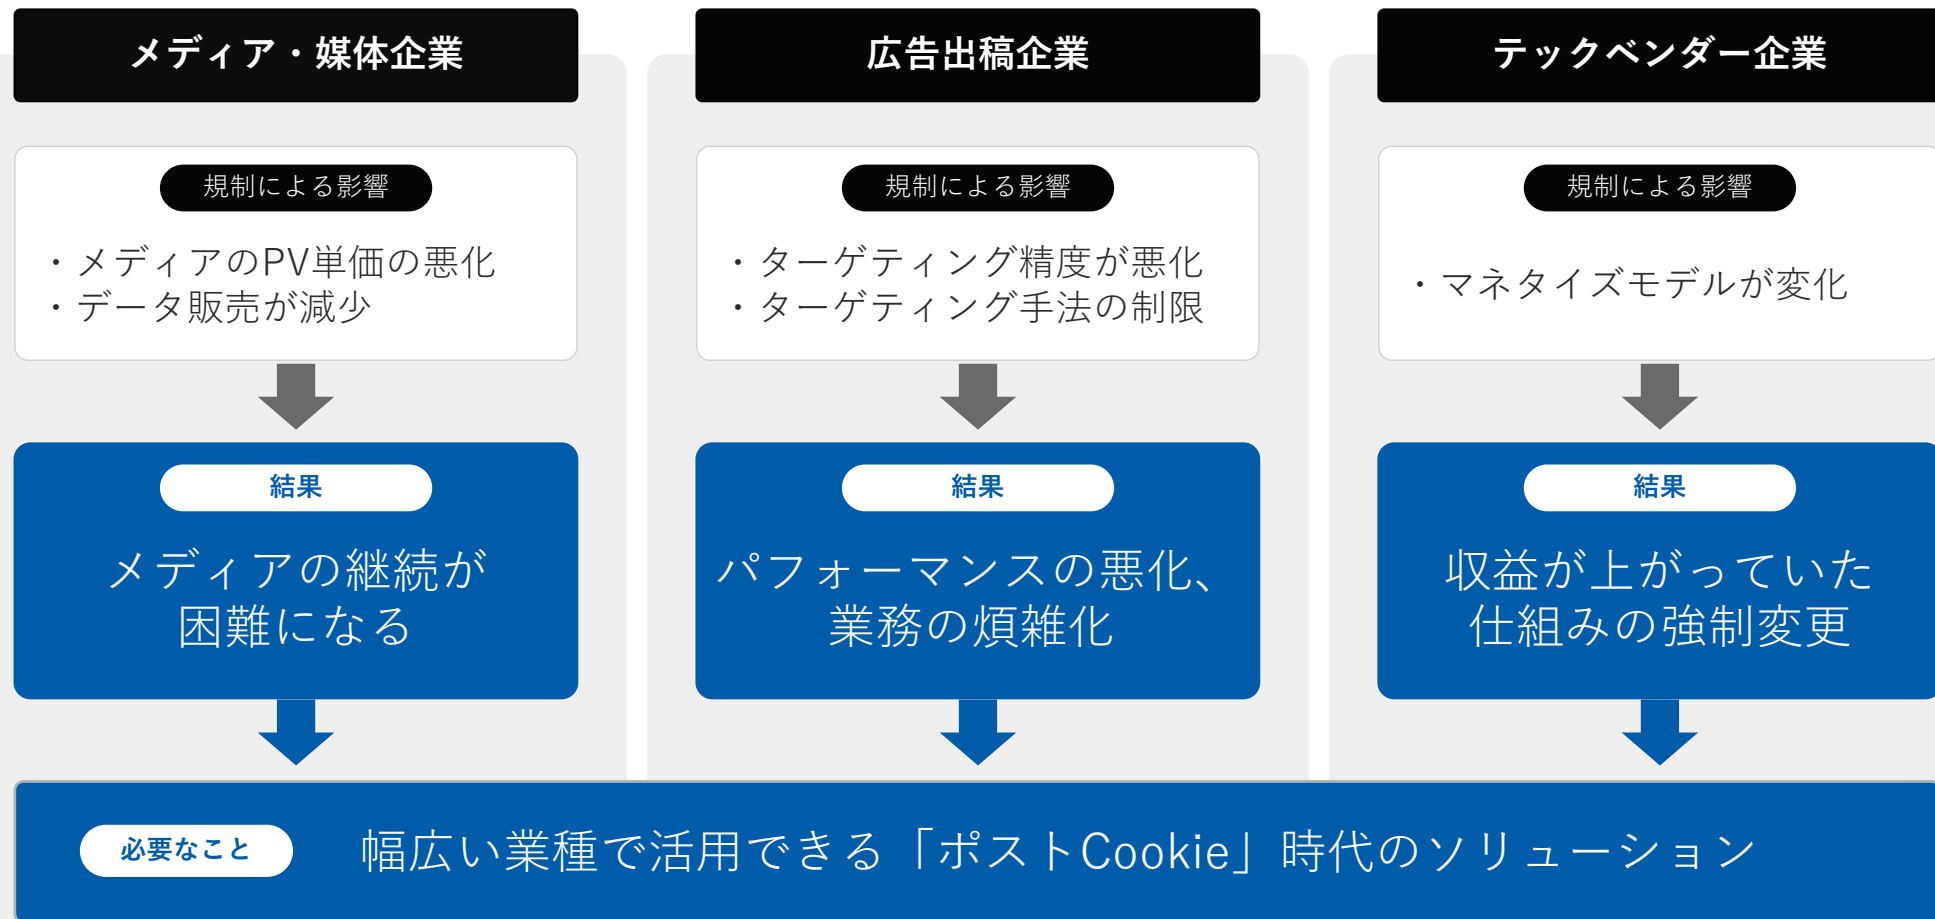 メディア・媒体企業
規制による影響
・メディアのPV単価の悪化
・データ販売が減少
結果
メディアの継続が
困難になる
広告出稿企業
規制による影響
・ターゲティング精度が悪化
・ターゲティング手法の制限
結果
パフォーマンスの悪化、
業務の煩雑化
テックベンダー企業
規制による影響
・マネタイズモデルが変化
結果
収益が上がっていた
仕組みの強制変更
必要なこと
幅広い業種で活用できる「ポストCookie」時代のソリューション